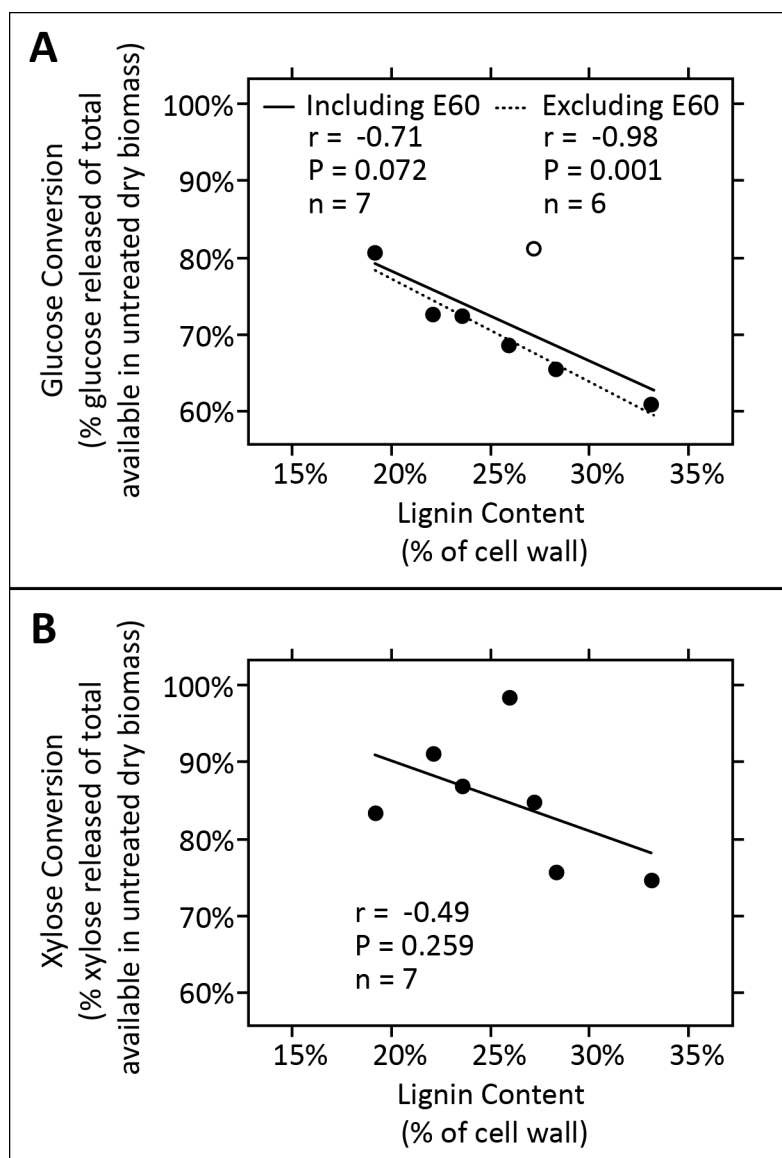 A
Glucose Conversion
(% glucose released of total
available in untreated dry biomass)
100%
90%
80%
70%
60%
Including E60
r = -0.71
P = 0.072
n = 7
Excluding E60
r = -0.98
P = 0.001
n = 6
15% 20% 25% 30% 35%
Lignin Content
(% of cell wall)
B
Xylose Conversion
(% xylose released of total
available in untreated dry biomass)
100%
90%
80%
70%
60%
r = -0.49
P = 0.259
n = 7
15% 20% 25% 30% 35%
Lignin Content
(% of cell wall)